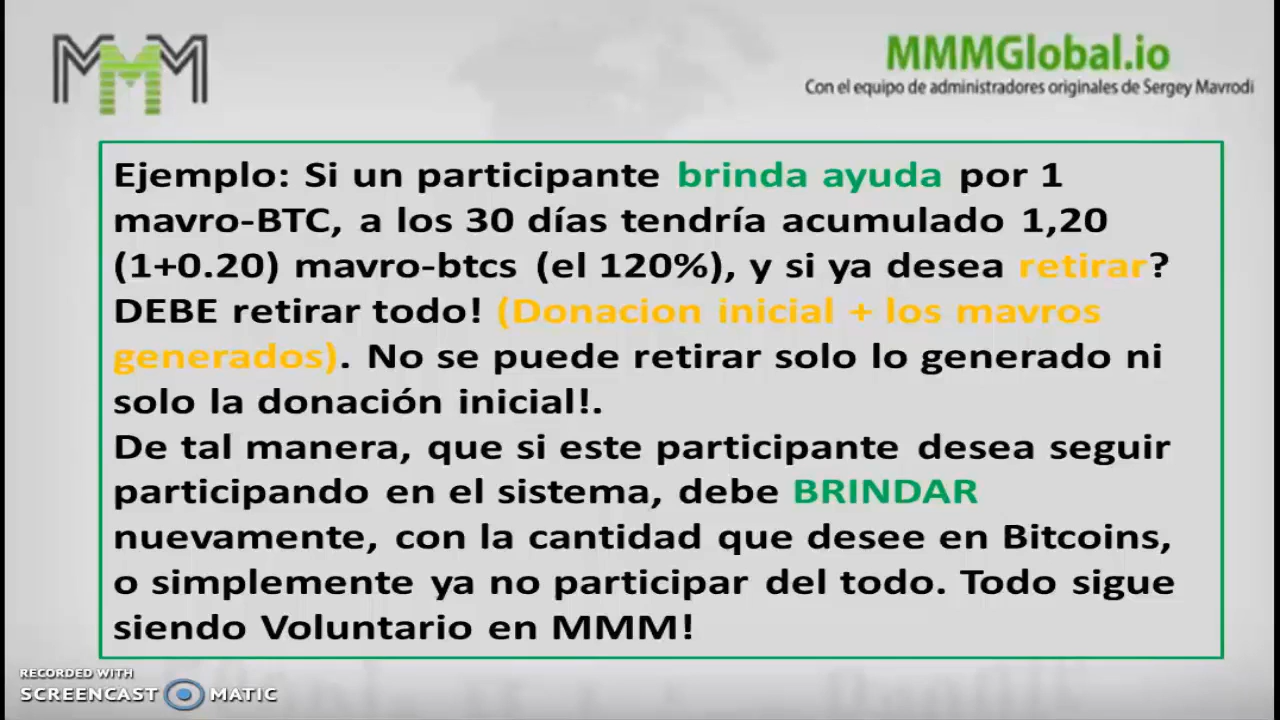 MMM
MMMGlobal.io
Con el equipo de administradores originales de Sergey Mavrodi
Ejemplo: Si un participante brinda ayuda por 1
mavro-BTC, a los 30 días tendría acumulado 1,20
(1+0.20) mavro-btcs (el 120%), y si ya desea retirar?
DEBE retirar todo! (Donacion inicial + los mavros
generados). No se puede retirar solo lo generado ni
solo la donación inicial!.
De tal manera, que si este participante desea seguir
participando en el sistema, debe BRINDAR
nuevamente, con la cantidad que desee en Bitcoins,
o simplemente ya no participar del todo. Todo sigue
siendo Voluntario en MMM!
RECORDED WITH
SCREENCAST MATIC